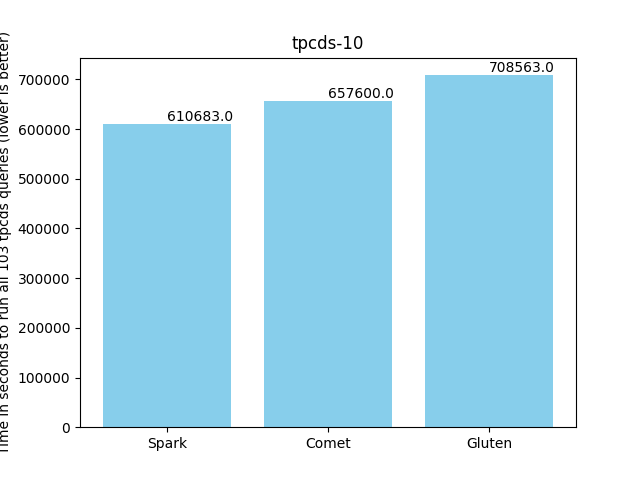 tpcds-10
Time in seconds to run all 103 tpcds queries (lower is better)
700000
600000
500000
400000
300000
200000
100000
0
610683.0
657600.0
708563.0
Spark
Comet
Gluten